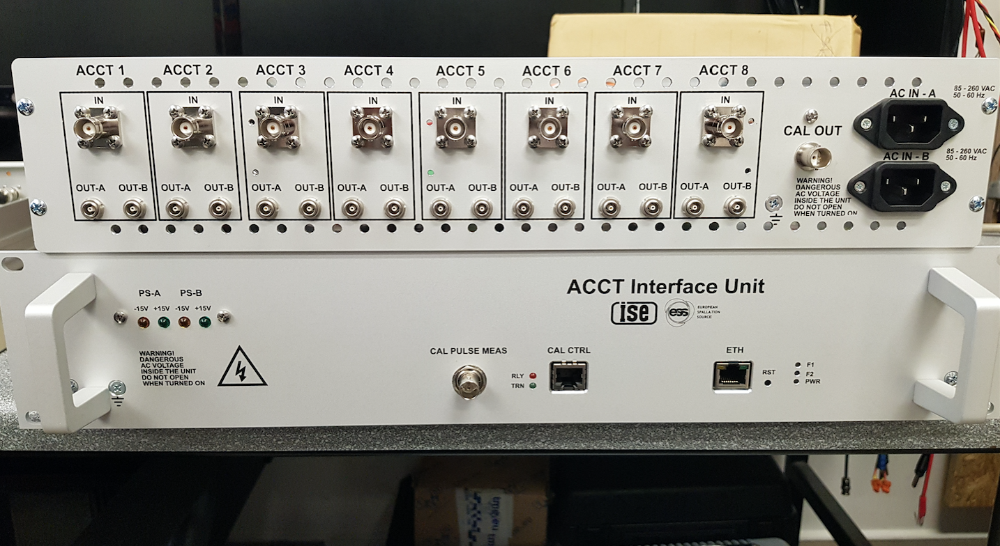 ACCT 1 ACCT 2 ACCT 3 ACCT 4 ACCT 5 ACCT 6 ACCT 7 ACCT 8
IN IN IN IN IN IN IN IN
OUT-A OUT-B OUT-A OUT-B OUT-A OUT-B OUT-A OUT-B OUT-A OUT-B OUT-A OUT-B OUT-A OUT-B OUT-A OUT-B
CAL OUT
WARNING!
DANGEROUS
AC VOLTAGE
INSIDE THE UNIT
DO NOT OPEN
WHEN TURNED ON
AC IN - A
85 - 260 VAC
50 - 60 Hz
AC IN - B
85 - 260 VAC
50 - 60 Hz
PS-A PS-B
-15V +15V -15V +15V
WARNING!
DANGEROUS
AC VOLTAGE
INSIDE THE UNIT
DO NOT OPEN
WHEN TURNED ON
ACCT Interface Unit
ise
ess
EUROPEAN
SPALLATION
SOURCE
CAL PULSE MEAS
RLY
TRN
CAL CTRL
ETH
RST
F1
F2
PWR